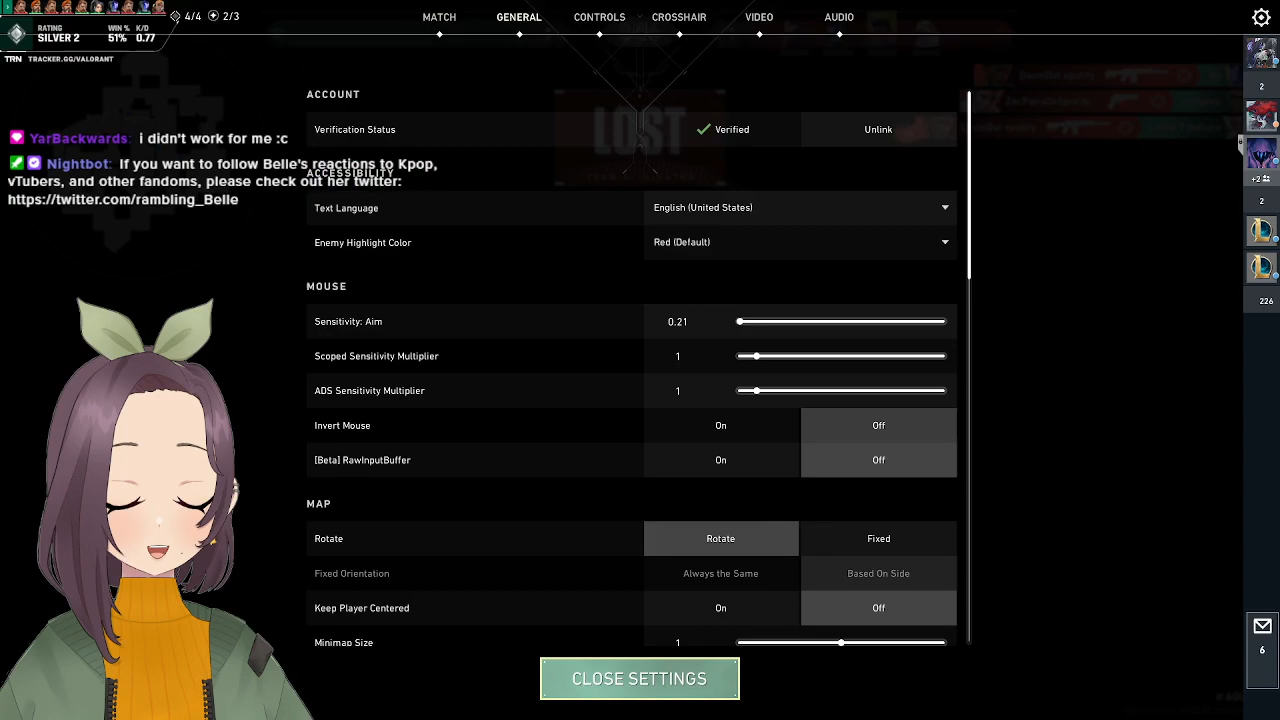 4/4 2/3
MATCH GENERAL CONTROLS CROSSHAIR VIDEO AUDIO
RATING WIN % K/D
SILVER 2 51% 0.77
TRN TRACKER.GG/VALORANT
YarBackwards: i didn't work for me :c
Nightbot: If you want to follow Belle's reactions to Kpop,
vTubers, and other fandoms, please check out her twitter:
https://twitter.com/rambling_Belle
LOST
ACCOUNT
Verification Status Verified Unlink
ACCESSIBILITY
Text Language English (United States)
Enemy Highlight Color Red (Default)
MOUSE
Sensitivity: Aim 0.21
Scoped Sensitivity Multiplier 1
ADS Sensitivity Multiplier 1
Invert Mouse On Off
[Beta] RawInputBuffer On Off
MAP
Rotate Rotate Fixed
Fixed Orientation Always the Same Based On Side
Keep Player Centered On Off
Minimap Size 1
CLOSE SETTINGS
2
+2
2
226
6